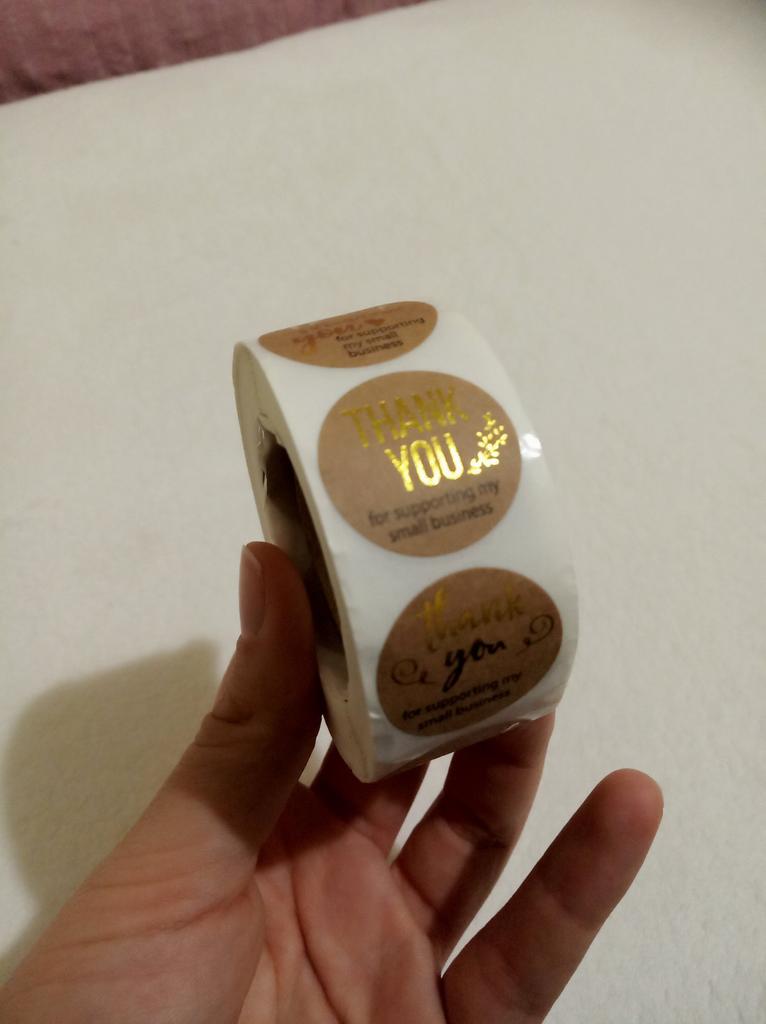 for supporting
my small
business
THANK
YOU
for supporting my
small business
thank
you
for supporting my
small business